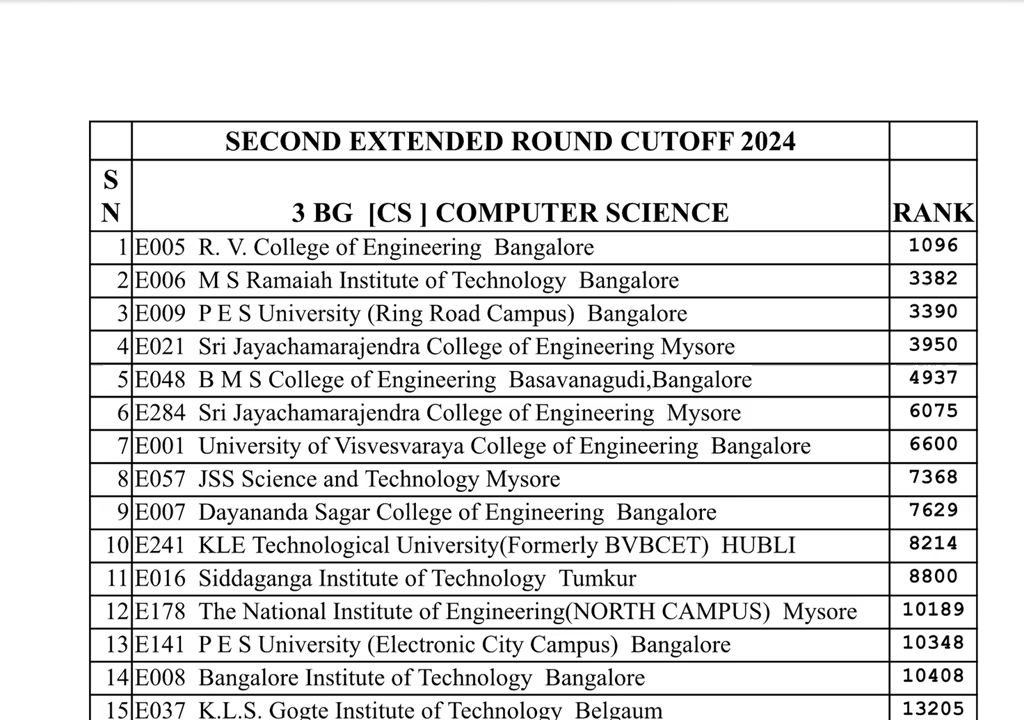 SECOND EXTENDED ROUND CUTOFF 2024
S
N 3 BG [CS ] COMPUTER SCIENCE RANK
1 E005 R. V. College of Engineering Bangalore 1096
2 E006 M S Ramaiah Institute of Technology Bangalore 3382
3 E009 P E S University (Ring Road Campus) Bangalore 3390
4 E021 Sri Jayachamarajendra College of Engineering Mysore 3950
5 E048 B M S College of Engineering Basavanagudi,Bangalore 4937
6 E284 Sri Jayachamarajendra College of Engineering Mysore 6075
7 E001 University of Visvesvaraya College of Engineering Bangalore 6600
8 E057 JSS Science and Technology Mysore 7368
9 E007 Dayananda Sagar College of Engineering Bangalore 7629
10 E241 KLE Technological University(Formerly BVBCET) HUBLI 8214
11 E016 Siddaganga Institute of Technology Tumkur 8800
12 E178 The National Institute of Engineering(NORTH CAMPUS) Mysore 10189
13 E141 P E S University (Electronic City Campus) Bangalore 10348
14 E008 Bangalore Institute of Technology Bangalore 10408
15 E037 K.L.S. Gogte Institute of Technology Belgaum 13205